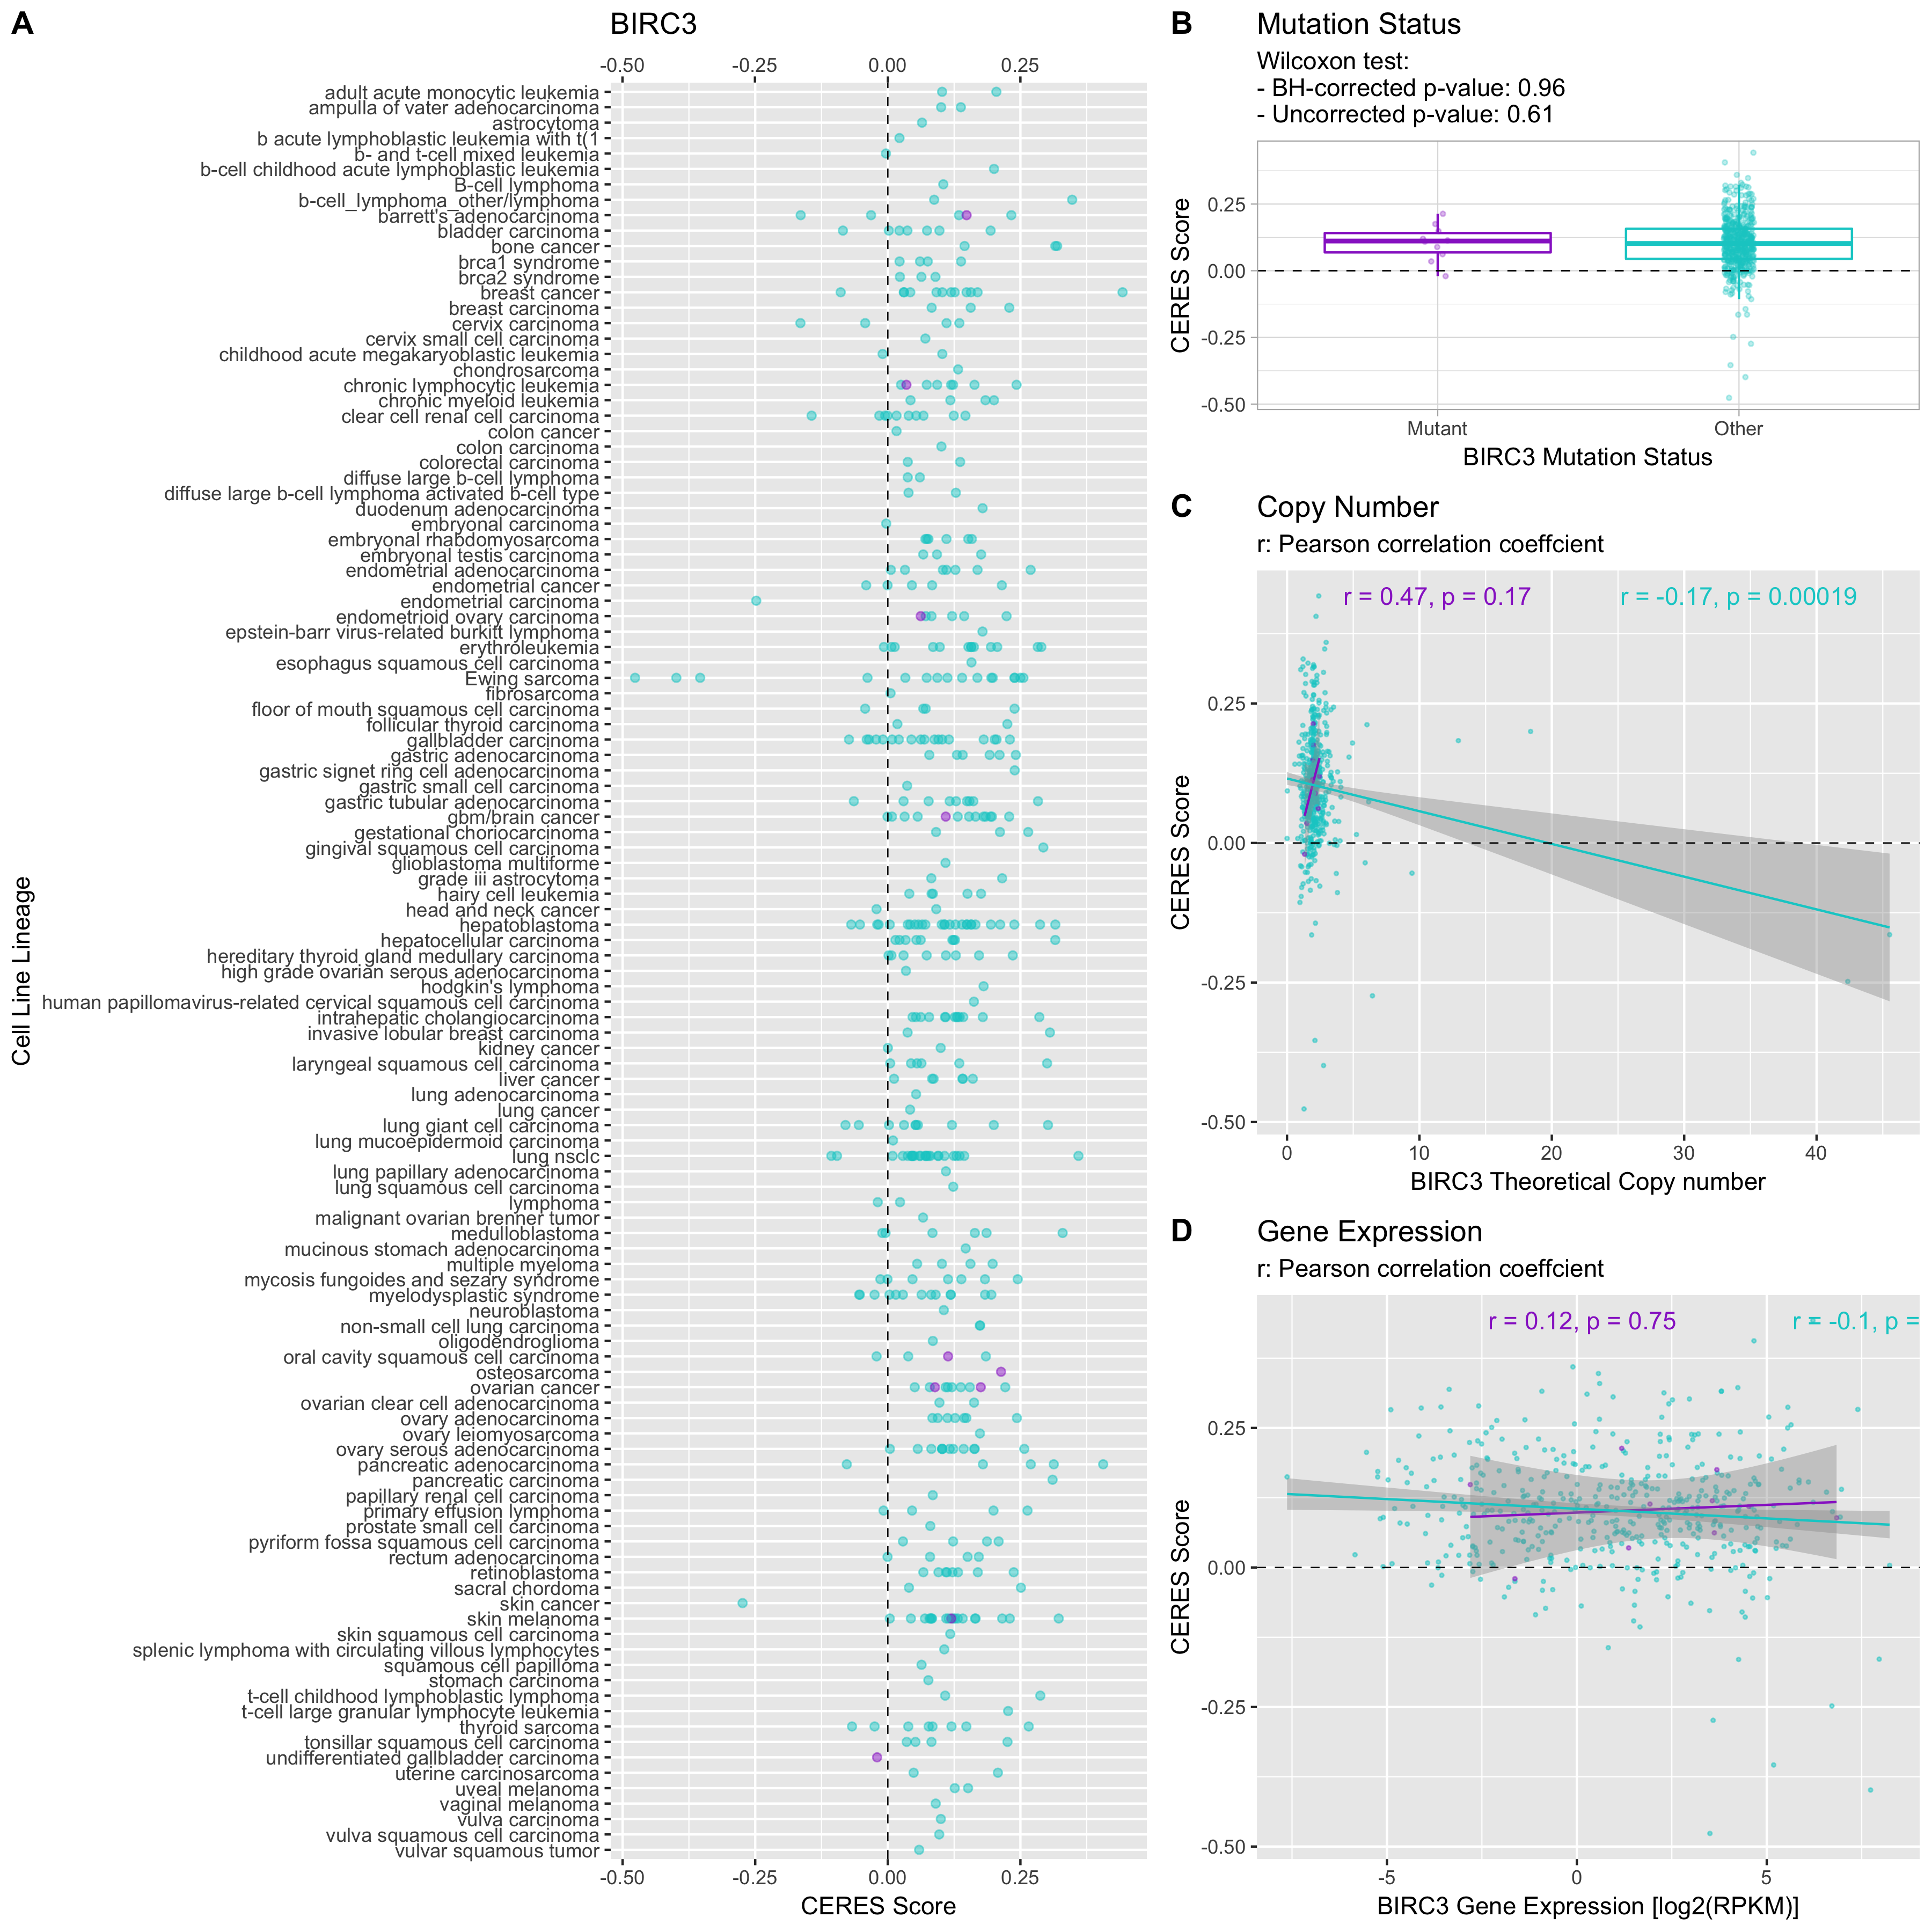 A
BIRC3
-0.50 -0.25 0.00 0.25
adult acute monocytic leukemia
ampulla of vater adenocarcinoma
astrocytoma
b acute lymphoblastic leukemia with t(1
b- and t-cell mixed leukemia
b-cell childhood acute lymphoblastic leukemia
B-cell lymphoma
b-cell_lymphoma_other/lymphoma
barrett's adenocarcinoma
bladder carcinoma
bone cancer
brca1 syndrome
brca2 syndrome
breast cancer
breast carcinoma
cervix carcinoma
cervix small cell carcinoma
childhood acute megakaryoblastic leukemia
chondrosarcoma
chronic lymphocytic leukemia
chronic myeloid leukemia
clear cell renal cell carcinoma
colon cancer
colon carcinoma
colorectal carcinoma
diffuse large b-cell lymphoma
diffuse large b-cell lymphoma activated b-cell type
duodenum adenocarcinoma
embryonal carcinoma
embryonal rhabdomyosarcoma
embryonal testis carcinoma
endometrial adenocarcinoma
endometrial cancer
endometrial carcinoma
endometrioid ovary carcinoma
epstein-barr virus-related burkitt lymphoma
erythroleukemia
esophagus squamous cell carcinoma
Ewing sarcoma
fibrosarcoma
floor of mouth squamous cell carcinoma
follicular thyroid carcinoma
gallbladder carcinoma
gastric adenocarcinoma
gastric signet ring cell adenocarcinoma
gastric small cell carcinoma
gastric tubular adenocarcinoma
gbm/brain cancer
gestational choriocarcinoma
gingival squamous cell carcinoma
glioblastoma multiforme
grade iii astrocytoma
hairy cell leukemia
head and neck cancer
hepatoblastoma
hepatocellular carcinoma
hereditary thyroid gland medullary carcinoma
high grade ovarian serous adenocarcinoma
hodgkin's lymphoma
human papillomavirus-related cervical squamous cell carcinoma
intrahepatic cholangiocarcinoma
invasive lobular breast carcinoma
kidney cancer
laryngeal squamous cell carcinoma
liver cancer
lung adenocarcinoma
lung cancer
lung giant cell carcinoma
lung mucoepidermoid carcinoma
lung nsclc
lung papillary adenocarcinoma
lung squamous cell carcinoma
lymphoma
malignant ovarian brenner tumor
medulloblastoma
mucinous stomach adenocarcinoma
multiple myeloma
mycosis fungoides and sezary syndrome
myelodysplastic syndrome
neuroblastoma
non-small cell lung carcinoma
oligodendroglioma
oral cavity squamous cell carcinoma
osteosarcoma
ovarian cancer
ovarian clear cell adenocarcinoma
ovary adenocarcinoma
ovary leiomyosarcoma
ovary serous adenocarcinoma
pancreatic adenocarcinoma
pancreatic carcinoma
papillary renal cell carcinoma
primary effusion lymphoma
prostate small cell carcinoma
pyriform fossa squamous cell carcinoma
rectum adenocarcinoma
retinoblastoma
sacral chordoma
skin cancer
skin melanoma
skin squamous cell carcinoma
splenic lymphoma with circulating villous lymphocytes
squamous cell papilloma
stomach carcinoma
t-cell childhood lymphoblastic lymphoma
t-cell large granular lymphocyte leukemia
thyroid sarcoma
tonsillar squamous cell carcinoma
undifferentiated gallbladder carcinoma
uterine carcinosarcoma
uveal melanoma
vaginal melanoma
vulva carcinoma
vulva squamous cell carcinoma
vulvar squamous tumor
-0.50 -0.25 0.00 0.25
CERES Score
Cell Line Lineage
B
Mutation Status
Wilcoxon test:
- BH-corrected p-value: 0.96
- Uncorrected p-value: 0.61
0.25
0.00
-0.25
-0.50
CERES Score
Mutant Other
BIRC3 Mutation Status
C
Copy Number
r: Pearson correlation coeffcient
r = 0.47, p = 0.17 r = -0.17, p = 0.00019
0.25
0.00
-0.25
-0.50
CERES Score
0 10 20 30 40
BIRC3 Theoretical Copy number
D
Gene Expression
r: Pearson correlation coeffcient
r = 0.12, p = 0.75 r = -0.1, p =
0.25
0.00
-0.25
-0.50
CERES Score
-5 0 5
BIRC3 Gene Expression [log2(RPKM)]